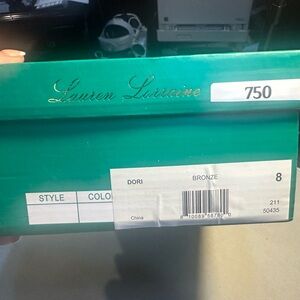 Lauren Lorraine 750
DORI BRONZE 8
STYLE COLO
China 211
50435